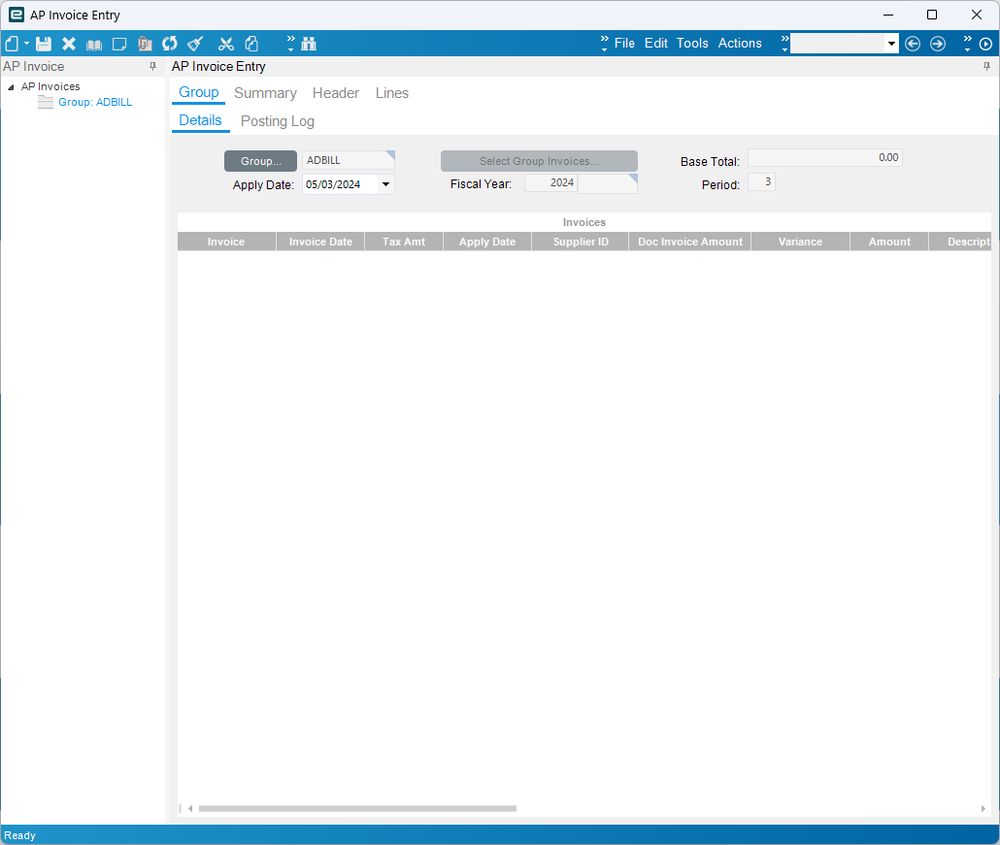 AP Invoice Entry
File Edit Tools Actions
AP Invoice
AP Invoices
Group: ADBILL
AP Invoice Entry
Group Summary Header Lines
Details Posting Log
Group... ADBILL Select Group Invoices... Base Total: 0.00
Apply Date: 05/03/2024 Fiscal Year: 2024 Period: 3
Invoices
Invoice Invoice Date Tax Amt Apply Date Supplier ID Doc Invoice Amount Variance Amount Descript
Ready